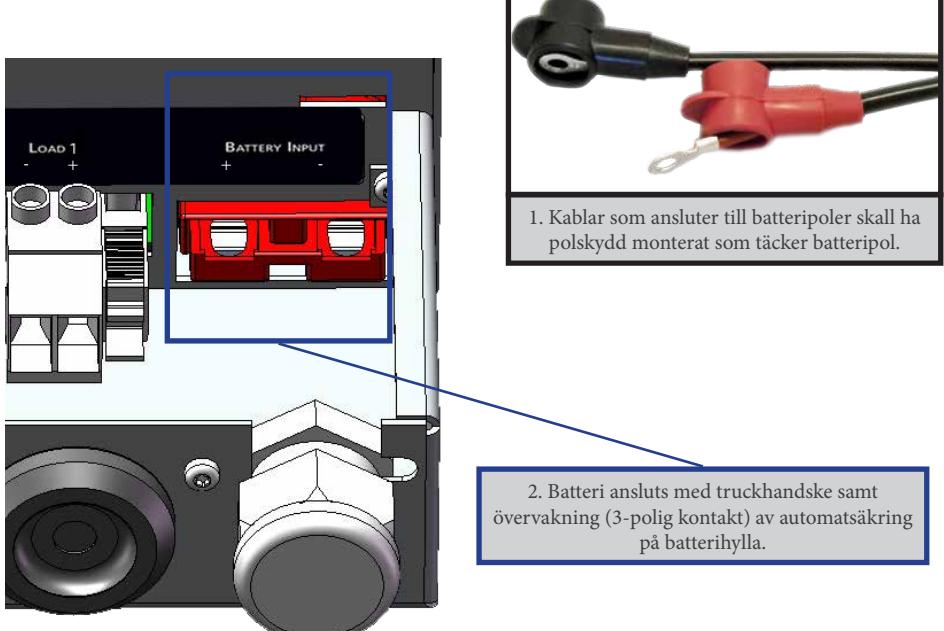 LOAD 1
- +
BATTERY INPUT
+ -
1. Kablar som ansluter till batteripoler skall ha
polskydd monterat som täcker batteripol.
2. Batteri ansluts med truckhandske samt
övervakning (3-polig kontakt) av automatsäkring
på batterihylla.